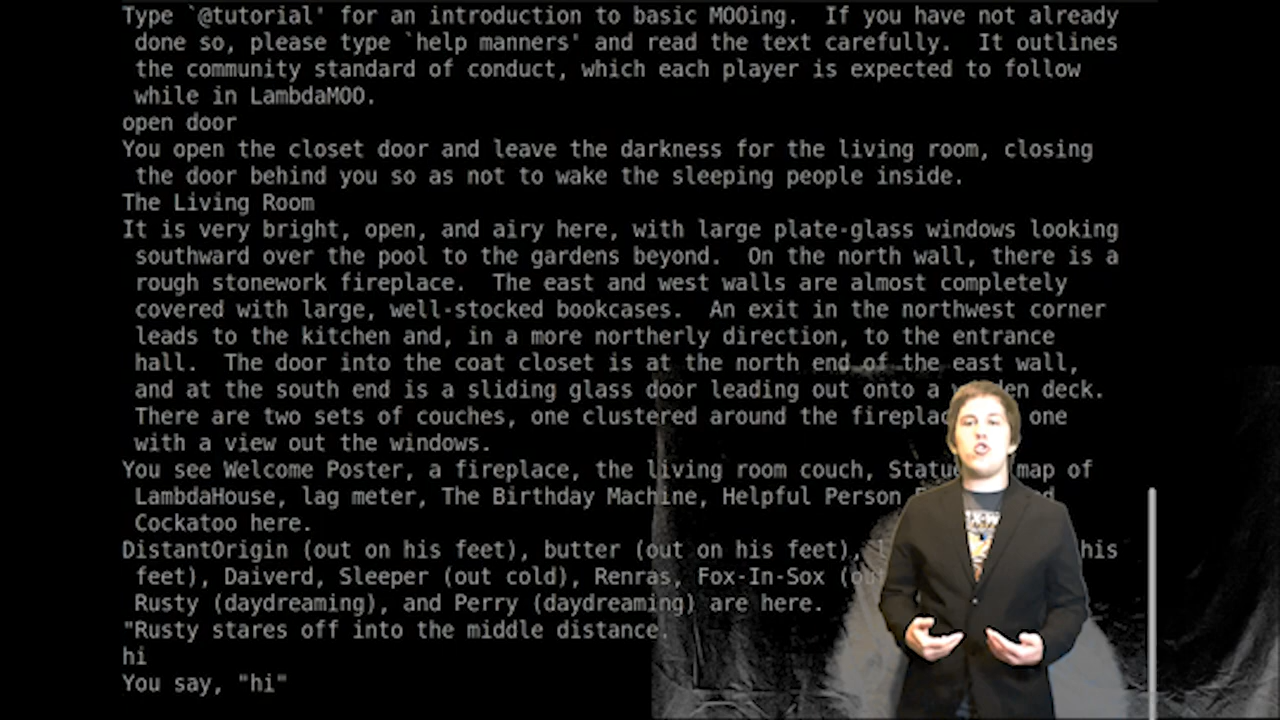 Type `@tutorial' for an introduction to basic MOOing.  If you have not already
done so, please type `help manners' and read the text carefully.  It outlines
the community standard of conduct, which each player is expected to follow
while in LambdaMOO.
open door
You open the closet door and leave the darkness for the living room, closing
the door behind you so as not to wake the sleeping people inside.
The Living Room
It is very bright, open, and airy here, with large plate-glass windows looking
southward over the pool to the gardens beyond.  On the north wall, there is a
rough stonework fireplace.  The east and west walls are almost completely
covered with large, well-stocked bookcases.  An exit in the northwest corner
leads to the kitchen and, in a more northerly direction, to the entrance
hall.  The door into the coat closet is at the north end of the east wall,
and at the south end is a sliding glass door leading out onto a deck.
There are two sets of couches, one clustered around the one
with a view out the windows.
You see Welcome Poster, a fireplace, the living room couch, map of
LambdaHouse, lag meter, The Birthday Machine, Helpful Person
Cockatoo here.
DistantOrigin (out on his feet), butter (out on his feet), his
feet), Daiverd, Sleeper (out cold), Renras, Fox-In-Sox
Rusty (daydreaming), and Perry (daydreaming) are here.
"Rusty stares off into the middle distance.
hi
You say, "hi"